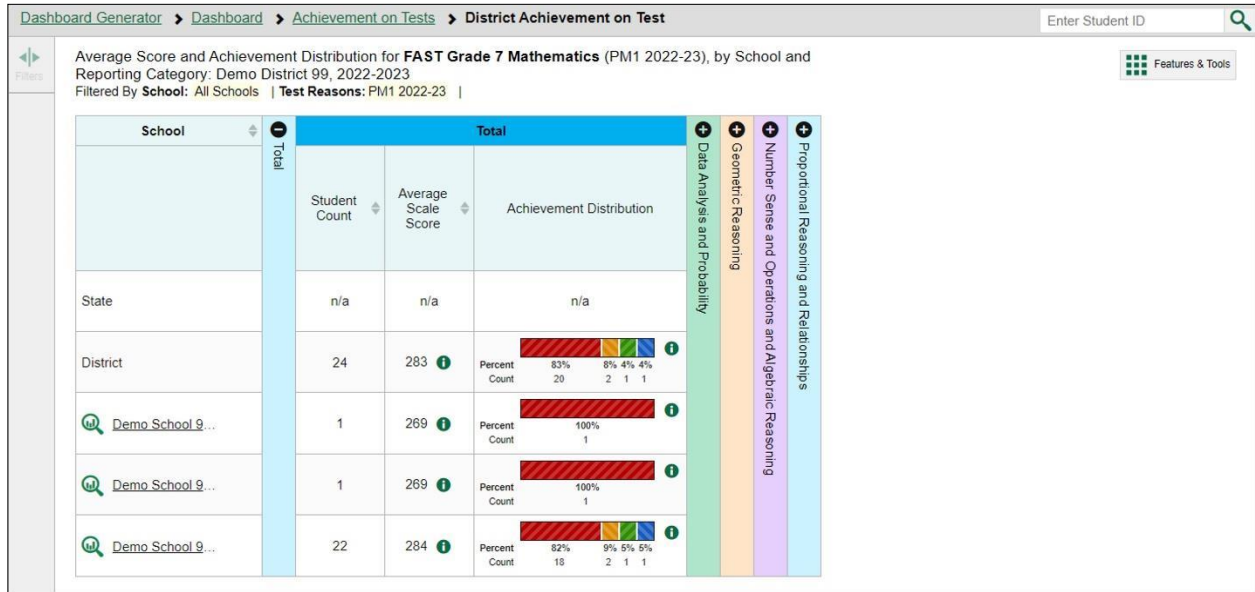 Dashboard Generator > Dashboard > Achievement on Tests > District Achievement on Test
Enter Student ID
Filters
Average Score and Achievement Distribution for FAST Grade 7 Mathematics (PM1 2022-23), by School and
Reporting Category: Demo District 99, 2022-2023
Filtered By School: All Schools | Test Reasons: PM1 2022-23 |
Features & Tools
School
Total
Total
Student
Count
Average
Scale
Score
Achievement Distribution
Data Analysis and Probability
Geometric Reasoning
Number Sense and Operations and Algebraic Reasoning
Proportional Reasoning and Relationships
State n/a n/a n/a
District 24 283
Percent 83% 8% 4% 4%
Count 20 2 1 1
Demo School 9... 1 269
Percent 100%
Count 1
Demo School 9... 1 269
Percent 100%
Count 1
Demo School 9... 22 284
Percent 82% 9% 5% 5%
Count 18 2 1 1